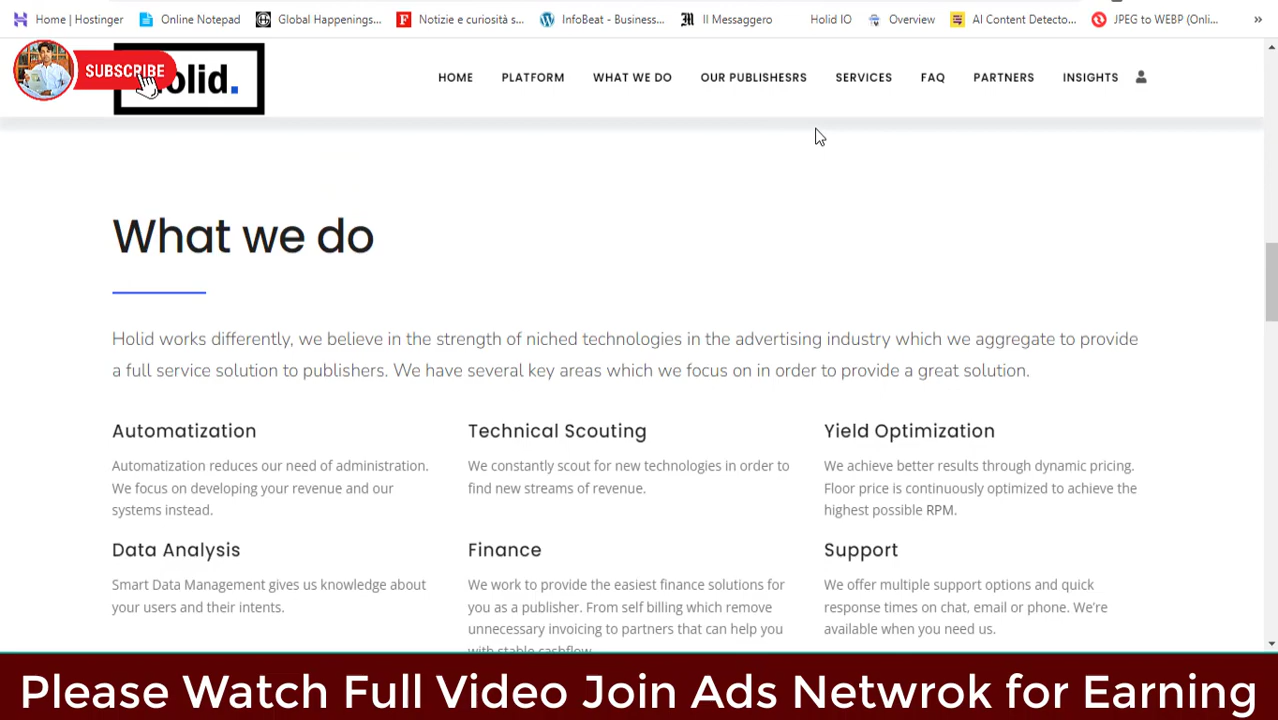 Home | Hostinger
Online Notepad
Global Happenings...
Notizie e curiosità s...
InfoBeat - Business...
Il Messaggero
Holid IO
Overview
AI Content Detecto...
JPEG to WEBP (Onli...
»
SUBSCRIBE
olid.
HOME
PLATFORM
WHAT WE DO
OUR PUBLISHESRS
SERVICES
FAQ
PARTNERS
INSIGHTS
What we do
Holid works differently, we believe in the strength of niched technologies in the advertising industry which we aggregate to provide
a full service solution to publishers. We have several key areas which we focus on in order to provide a great solution.
Automatization
Automatization reduces our need of administration.
We focus on developing your revenue and our
systems instead.
Technical Scouting
We constantly scout for new technologies in order to
find new streams of revenue.
Yield Optimization
We achieve better results through dynamic pricing.
Floor price is continuously optimized to achieve the
highest possible RPM.
Data Analysis
Smart Data Management gives us knowledge about
your users and their intents.
Finance
We work to provide the easiest finance solutions for
you as a publisher. From self billing which remove
unnecessary invoicing to partners that can help you
with stable cashflow.
Support
We offer multiple support options and quick
response times on chat, email or phone. We're
available when you need us.
Please Watch Full Video Join Ads Netwrok for Earning